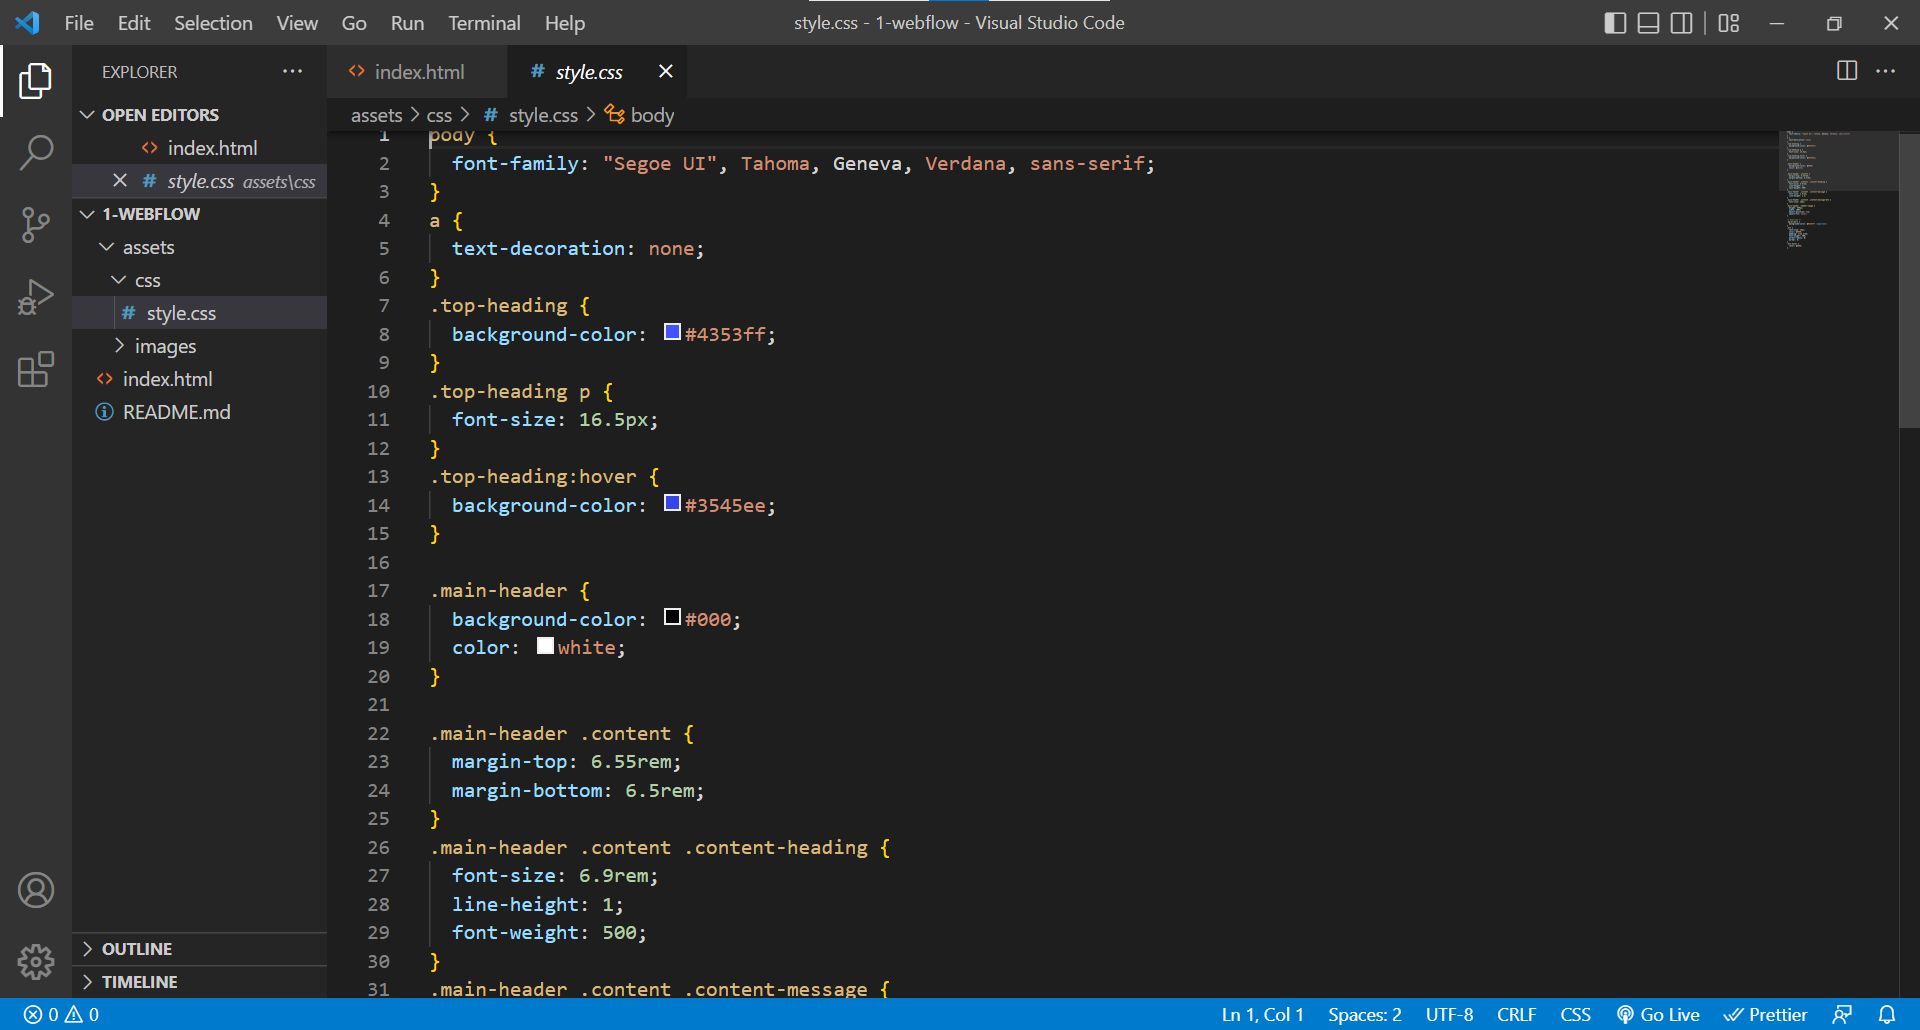 File Edit Selection View Go Run Terminal Help
style.css - 1-webflow - Visual Studio Code
EXPLORER
OPEN EDITORS
index.html
style.css assets\css
1-WEBFLOW
assets
css
style.css
images
index.html
README.md
OUTLINE
TIMELINE
index.html
style.css
assets > css > # style.css > body
1 body {
2 font-family: "Segoe UI", Tahoma, Geneva, Verdana, sans-serif;
3 }
4 a {
5 text-decoration: none;
6 }
7 .top-heading {
8 background-color: #4353ff;
9 }
10 .top-heading p {
11 font-size: 16.5px;
12 }
13 .top-heading:hover {
14 background-color: #3545ee;
15 }
16
17 .main-header {
18 background-color: #000;
19 color: white;
20 }
21
22 .main-header .content {
23 margin-top: 6.55rem;
24 margin-bottom: 6.5rem;
25 }
26 .main-header .content .content-heading {
27 font-size: 6.9rem;
28 line-height: 1;
29 font-weight: 500;
30 }
31 .main-header .content .content-message {
0 0 Ln 1, Col 1 Spaces: 2 UTF-8 CRLF CSS Go Live Prettier